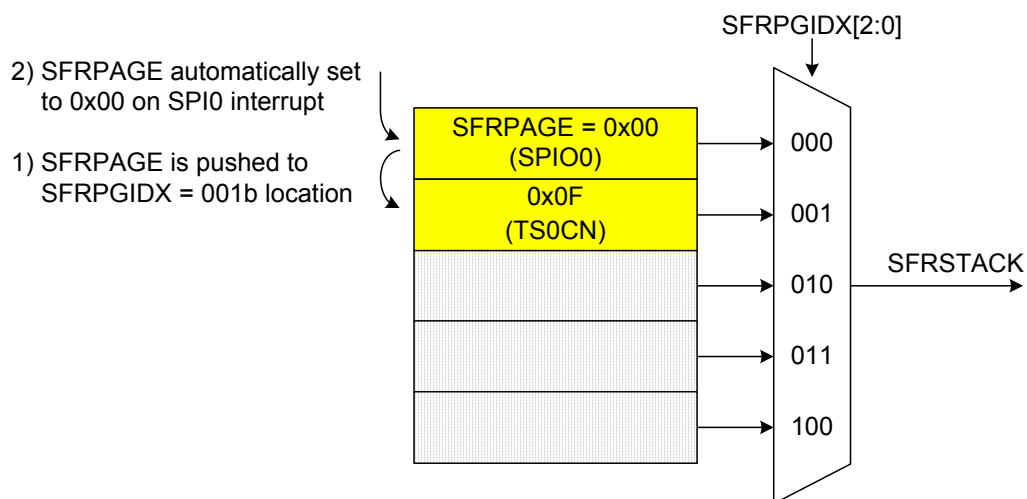 SFRPGIDX[2:0]
2) SFRPAGE automatically set
to 0x00 on SPI0 interrupt
1) SFRPAGE is pushed to
SFRPGIDX = 001b location
SFRPAGE = 0x00
(SPIO0)
0x0F
(TS0CN)
000
001
010
011
100
SFRSTACK